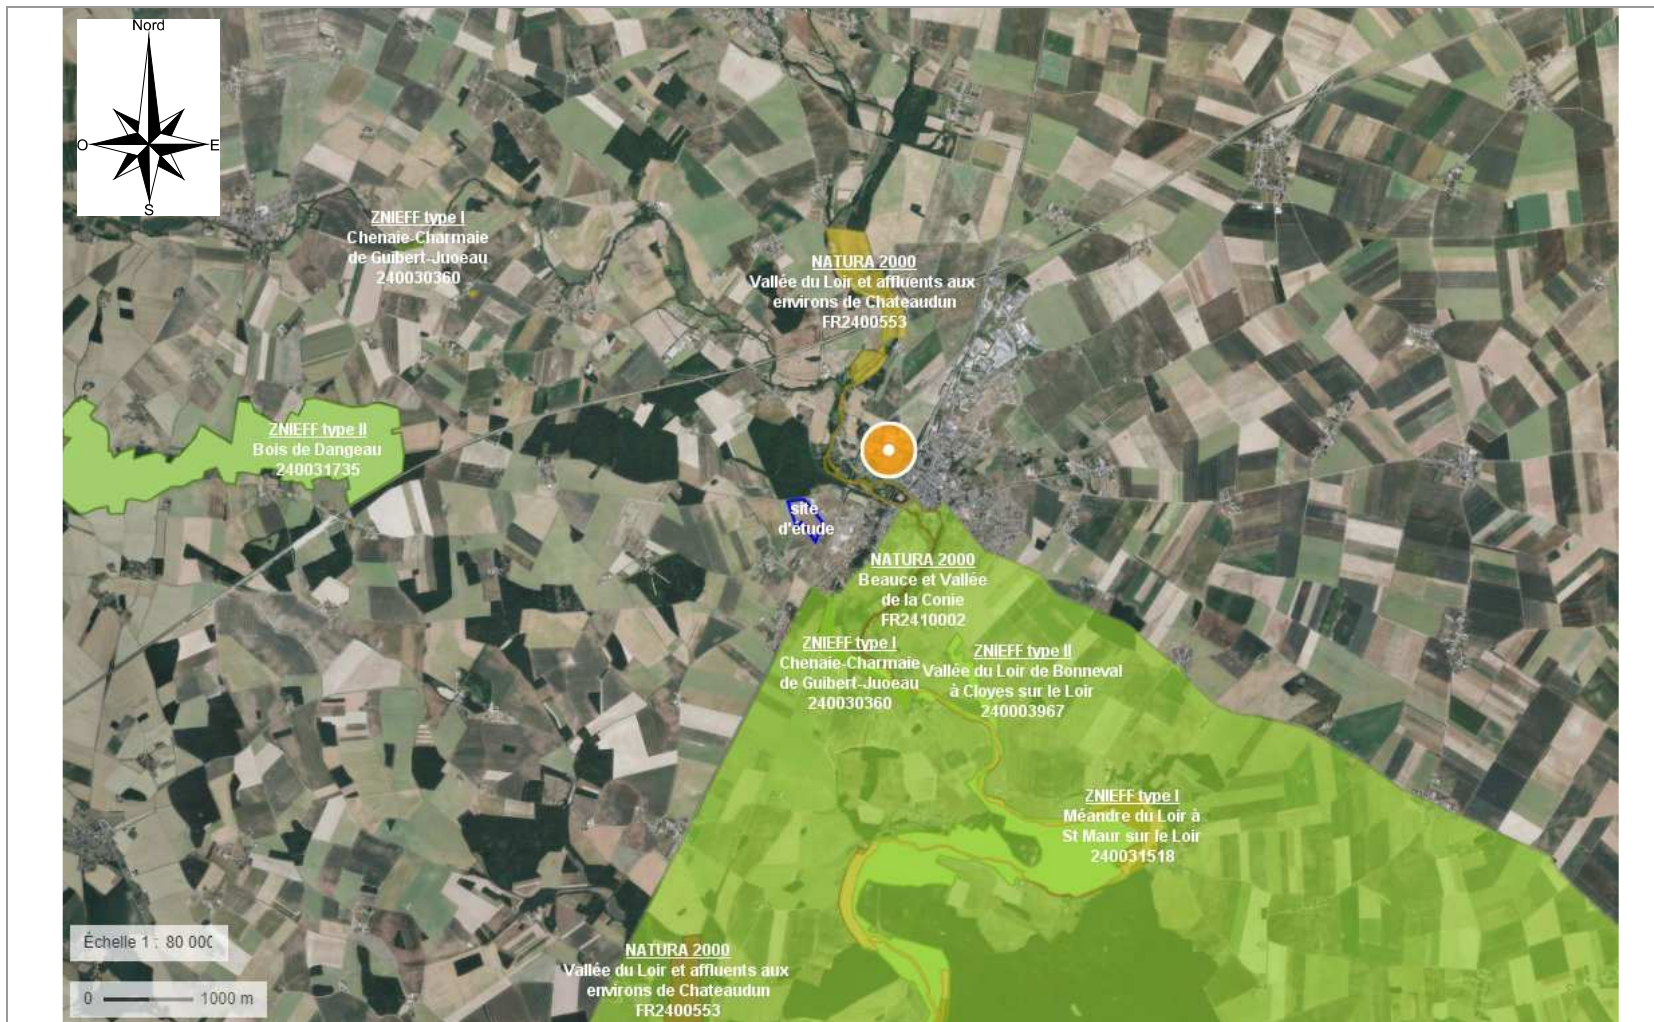 Nord
O
E
S
ZNIEFF type I
Chenaie-Charmaie
de Guibert-Juoeau
240030360
NATURA 2000
Vallée du Loir et affluents aux
environs de Chateaudun
FR2400553
ZNIEFF type II
Bois de Dangeau
240031735
site
d'étude
NATURA 2000
Beauce et Vallée
de la Conie
FR2410002
ZNIEFF type I
Chenaie-Charmaie
de Guibert-Juoeau
240030360
ZNIEFF type II
Vallée du Loir de Bonneval
à Cloyes sur le Loir
240003967
ZNIEFF type I
Méandre du Loir à
St Maur sur le Loir
240031518
Échelle 1 : 80 000
0 1000 m
NATURA 2000
Vallée du Loir et affluents aux
environs de Chateaudun
FR2400553